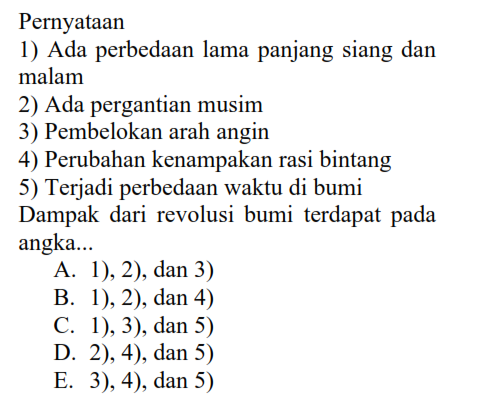 Pernyataan
1) Ada perbedaan lama panjang siang dan
malam
2) Ada pergantian musim
3) Pembelokan arah angin
4) Perubahan kenampakan rasi bintang
5) Terjadi perbedaan waktu di bumi
Dampak dari revolusi bumi terdapat pada
angka...
A. 1), 2), dan 3)
B. 1), 2), dan 4)
C. 1), 3), dan 5)
D. 2), 4), dan 5)
E. 3), 4), dan 5)